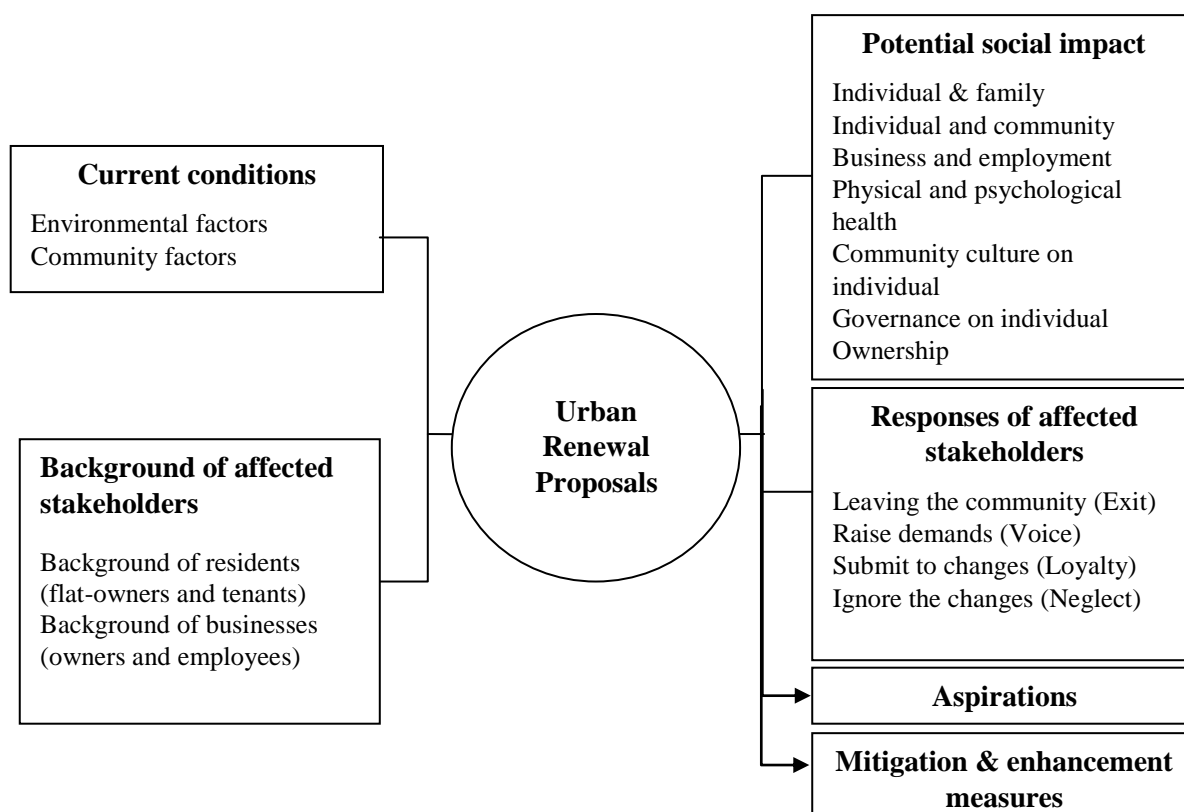 Current conditions
Environmental factors
Community factors
Background of affected
stakeholders
Background of residents
(flat-owners and tenants)
Background of businesses
(owners and employees)
Urban
Renewal
Proposals
Potential social impact
Individual & family
Individual and community
Business and employment
Physical and psychological
health
Community culture on
individual
Governance on individual
Ownership
Responses of affected
stakeholders
Leaving the community (Exit)
Raise demands (Voice)
Submit to changes (Loyalty)
Ignore the changes (Neglect)
Aspirations
Mitigation & enhancement
measures